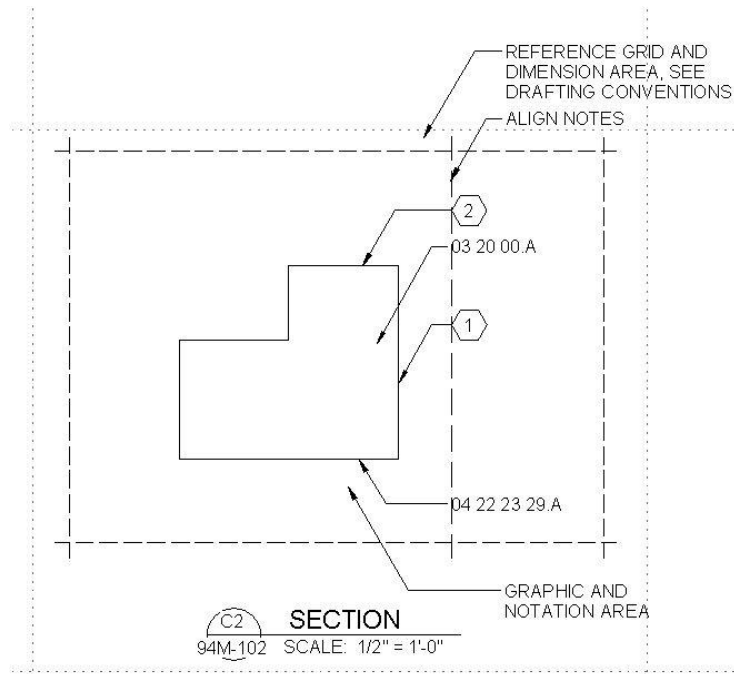 REFERENCE GRID AND
DIMENSION AREA, SEE
DRAFTING CONVENTIONS
ALIGN NOTES
2
03 20 00.A
1
04 22 23 29.A
GRAPHIC AND
NOTATION AREA
C2 SECTION
94M-102 SCALE: 1/2" = 1'-0"